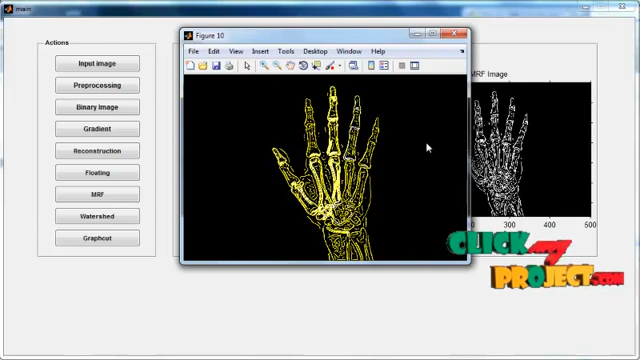 main
Actions
Input image
Preprocessing
Binary Image
Gradient
Reconstruction
Floating
MRF
Watershed
Graphcut
Figure 10
File Edit View Insert Tools Desktop Window Help
MRF Image
300 400 500
CLICK my
PROJECT.com